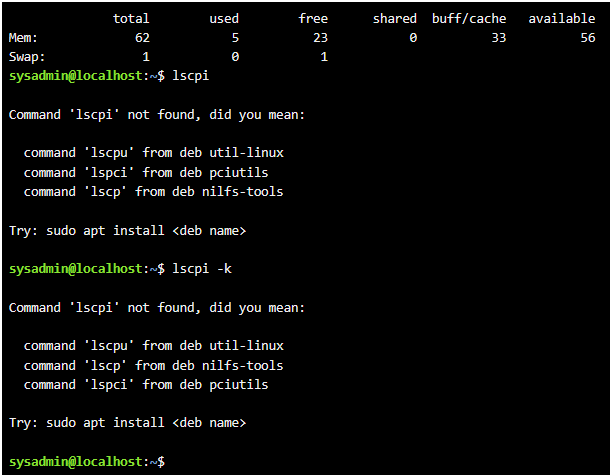 total used free shared buff/cache available
Mem: 62 5 23 0 33 56
Swap: 1 0 1
sysadmin@localhost:~$ lscpi
Command 'lscpi' not found, did you mean:
command 'lscpu' from deb util-linux
command 'lspci' from deb pciutils
command 'lscp' from deb nilfs-tools
Try: sudo apt install <deb name>
sysadmin@localhost:~$ lscpi -k
Command 'lscpi' not found, did you mean:
command 'lscpu' from deb util-linux
command 'lscp' from deb nilfs-tools
command 'lspci' from deb pciutils
Try: sudo apt install <deb name>
sysadmin@localhost:~$